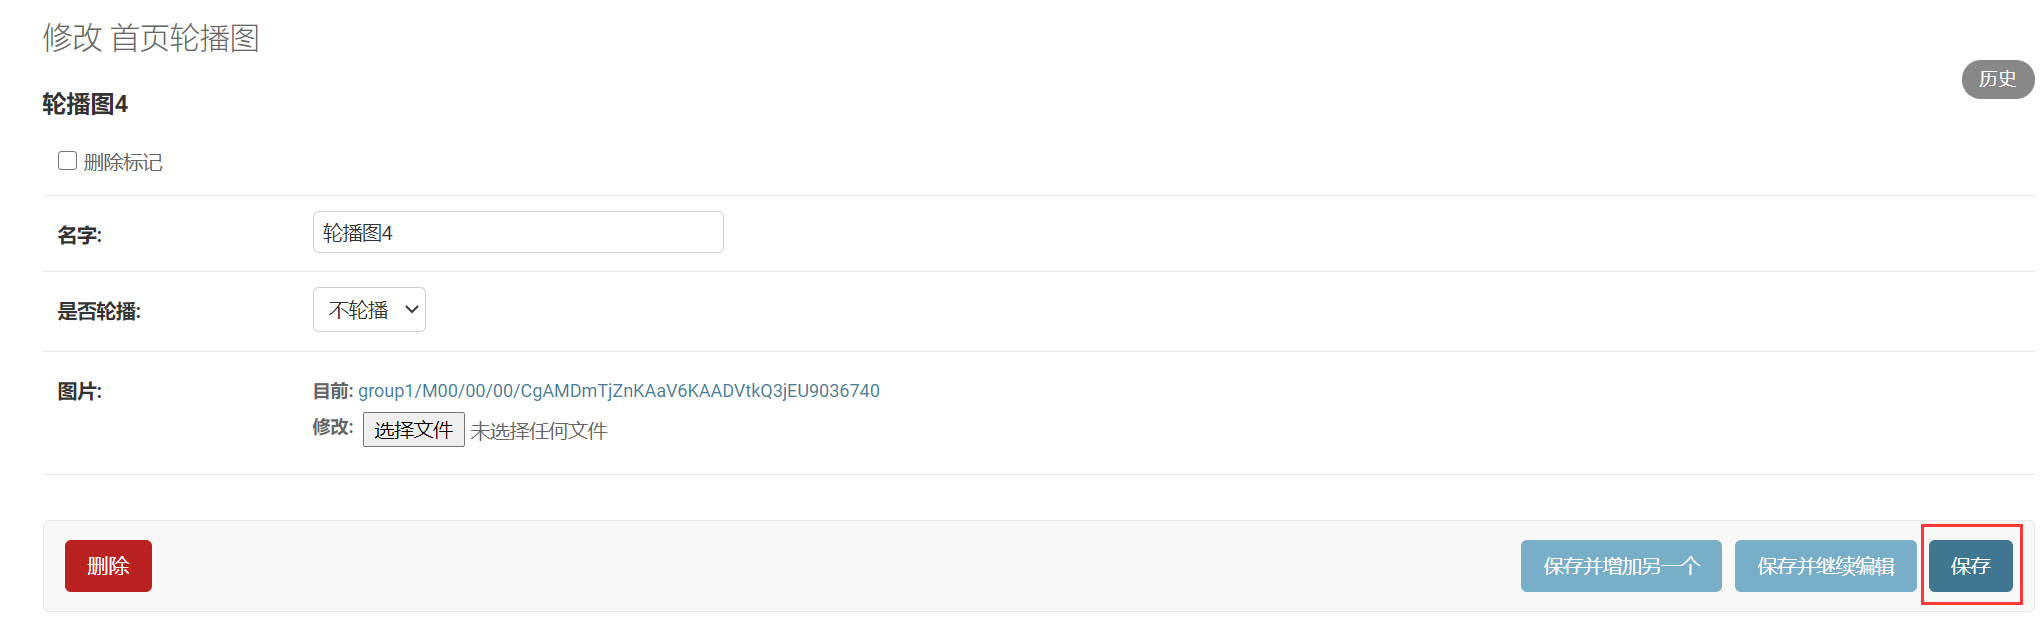 修改 首页轮播图
历史
轮播图4
删除标记
名字: 轮播图4
是否轮播: 不轮播
图片: 目前: group1/M00/00/00/CgAMDmTjZnKAaV6KAADVtkQ3jEU9036740
修改: 选择文件 未选择任何文件
删除 保存并增加另一个 保存并继续编辑 保存